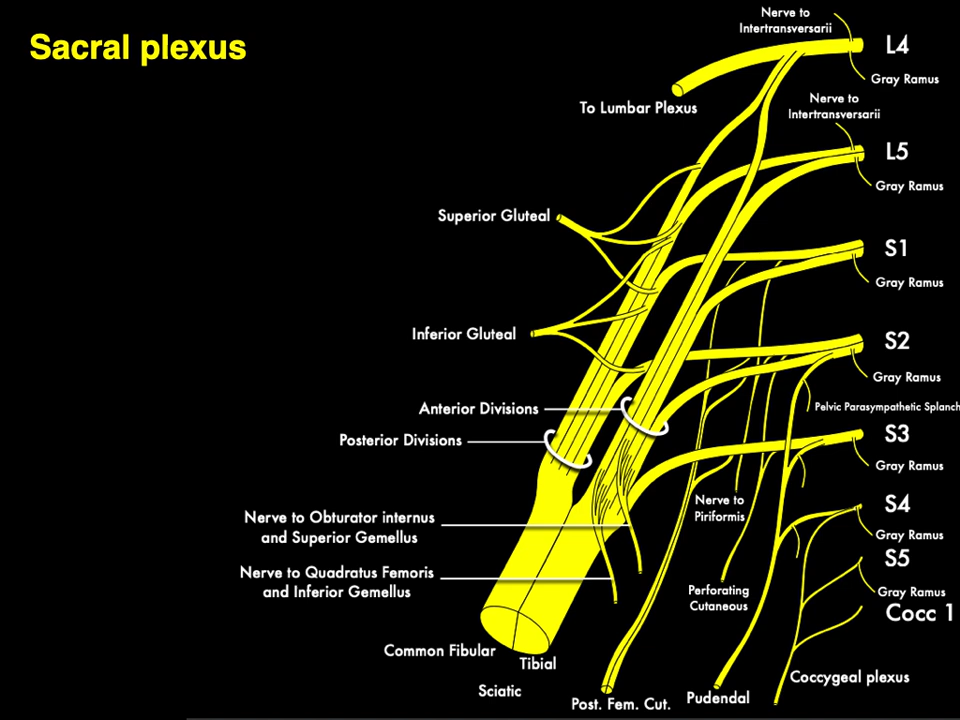 Sacral plexus
Nerve to
Intertransversarii
L4
Gray Ramus
To Lumbar Plexus
Nerve to
Intertransversarii
L5
Gray Ramus
Superior Gluteal
S1
Gray Ramus
Inferior Gluteal
S2
Gray Ramus
Anterior Divisions
Pelvic Parasympathetic Splanch
Posterior Divisions
S3
Gray Ramus
Nerve to
Piriformis
S4
Nerve to Obturator internus
and Superior Gemellus
Gray Ramus
S5
Nerve to Quadratus Femoris
and Inferior Gemellus
Gray Ramus
Perforating
Cutaneous
Cocc 1
Common Fibular
Tibial
Coccygeal plexus
Sciatic
Post. Fem. Cut.
Pudendal